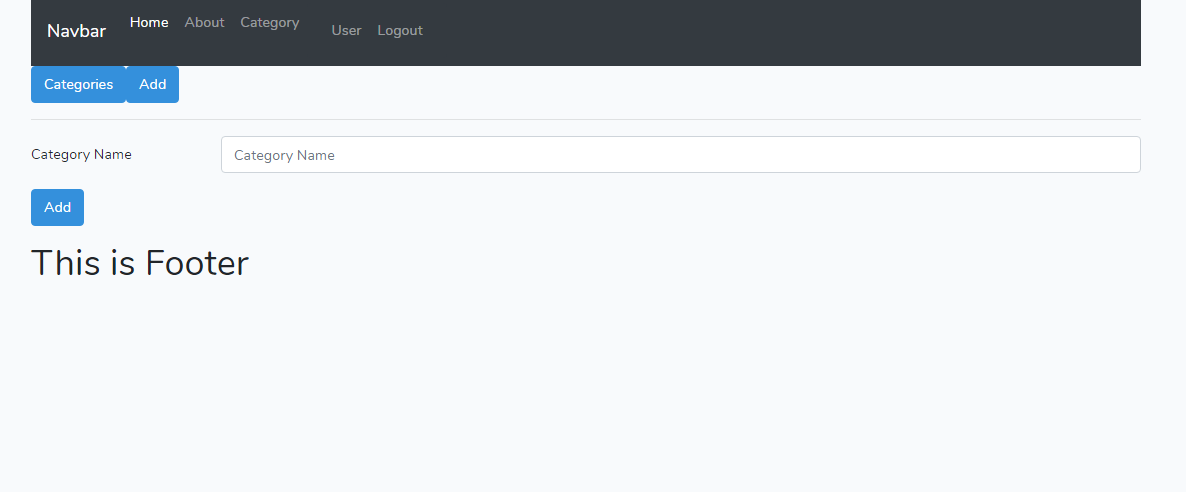 Navbar Home About Category User Logout
Categories Add
Category Name Category Name
Add
This is Footer